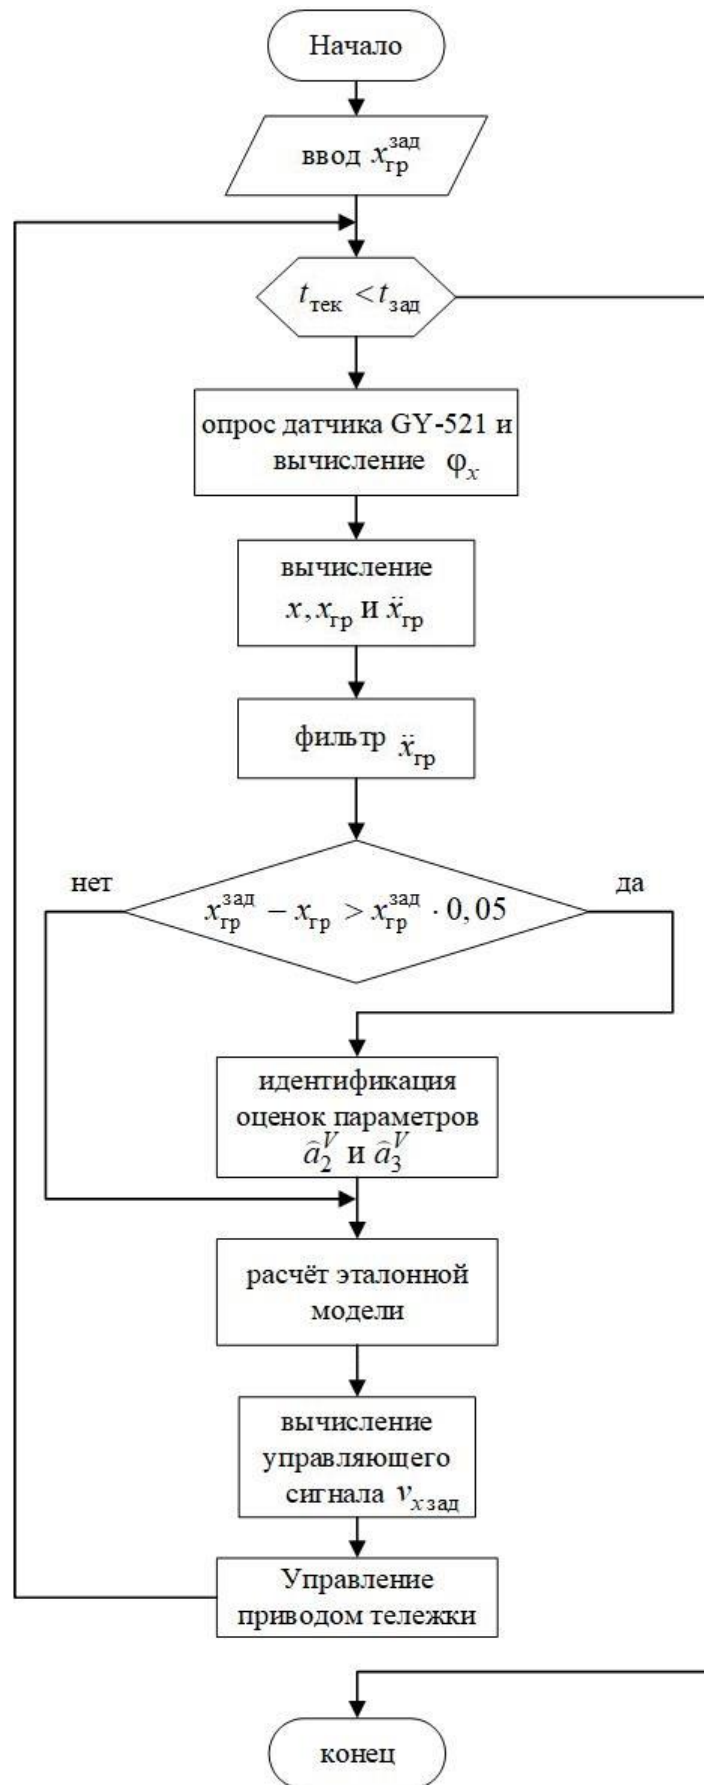 Начало
ввод x_гр^зад
t_тек < t_зад
опрос датчика GY-521 и
вычисление φ_x
вычисление
x, x_гр и ẍ_гр
фильтр ẍ_гр
нет
да
x_гр^зад − x_гр > x_гр^зад · 0,05
идентификация
оценок параметров
â_2^V и â_3^V
расчёт эталонной
модели
вычисление
управляющего
сигнала v_x зад
Управление
приводом тележки
конец